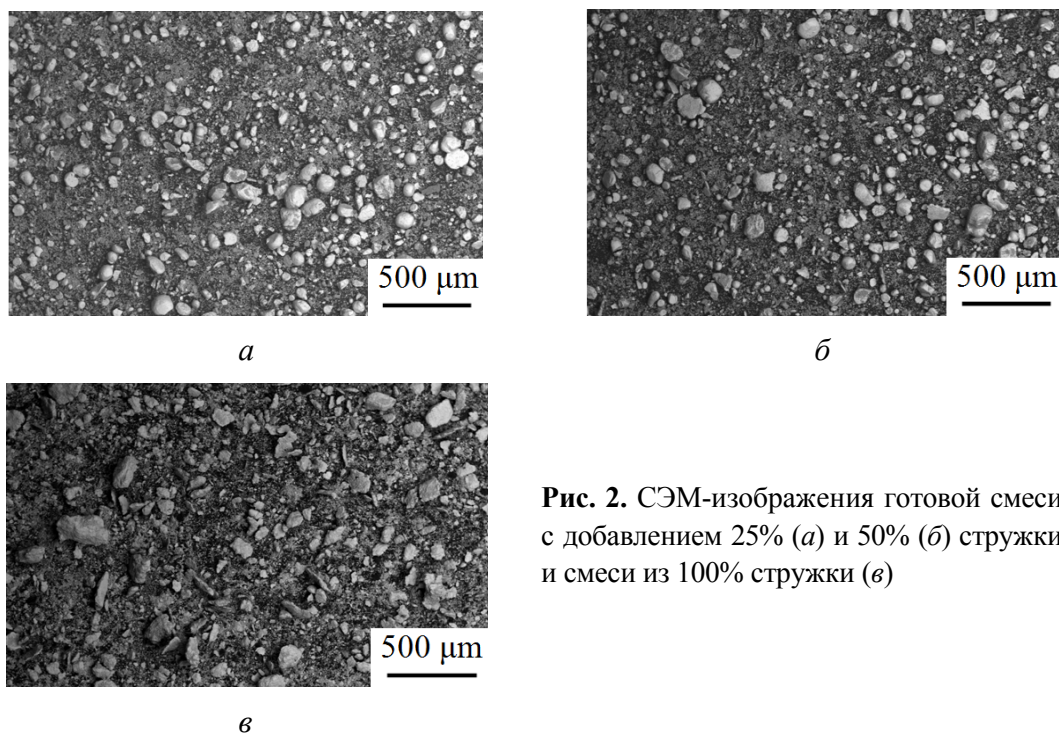 500 μm
500 μm
а
б
500 μm
Рис. 2. СЭМ-изображения готовой смеси
с добавлением 25% (а) и 50% (б) стружки
и смеси из 100% стружки (в)
в